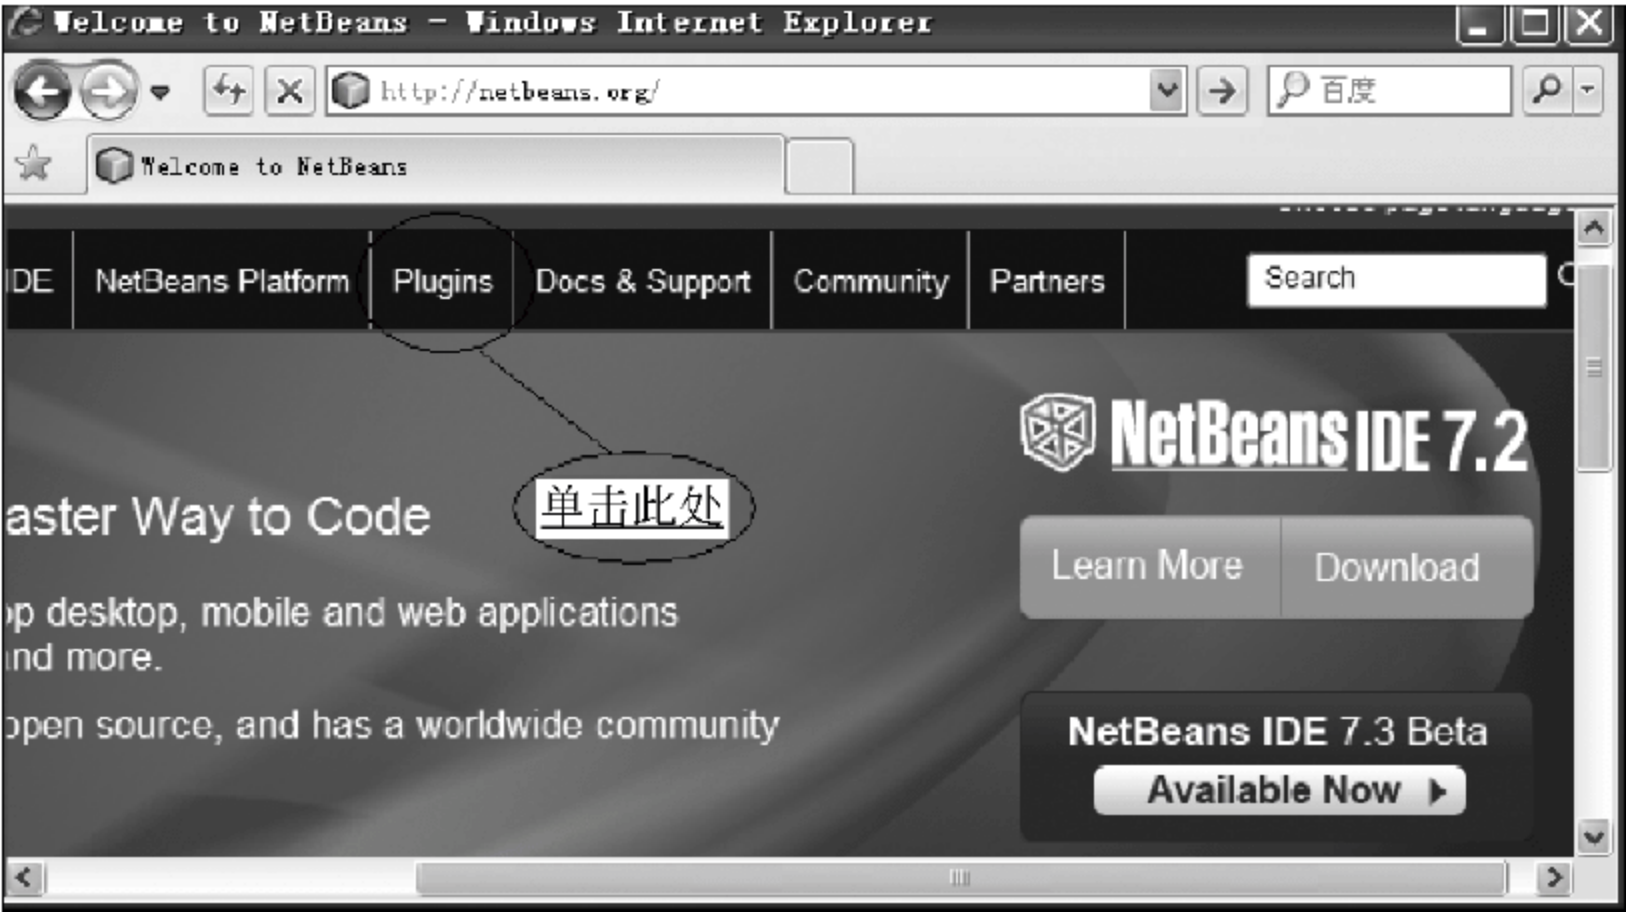 Welcome to NetBeans - Windows Internet Explorer
http://netbeans.org/
百度
Welcome to NetBeans
IDE NetBeans Platform Plugins Docs & Support Community Partners Search
NetBeans IDE 7.2
单击此处
aster Way to Code
Learn More Download
op desktop, mobile and web applications
and more.
open source, and has a worldwide community
NetBeans IDE 7.3 Beta
Available Now